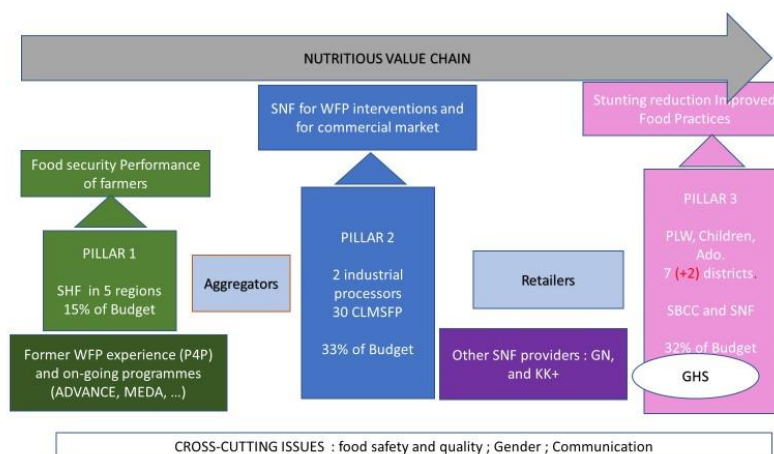 NUTRITIOUS VALUE CHAIN
SNF for WFP interventions and
for commercial market
Stunting reduction Improved
Food Practices
Food security Performance
of farmers
PILLAR 1
SHF in 5 regions
15% of Budget
Aggregators
PILLAR 2
2 industrial
processors
30 CLMSFP
33% of Budget
Retailers
PILLAR 3
PLW, Children,
Ado.
7 (+2) districts.
SBCC and SNF
32% of Budget
GHS
Former WFP experience (P4P)
and on-going programmes
(ADVANCE, MEDA, ...)
Other SNF providers : GN,
and KK+
CROSS-CUTTING ISSUES : food safety and quality ; Gender ; Communication